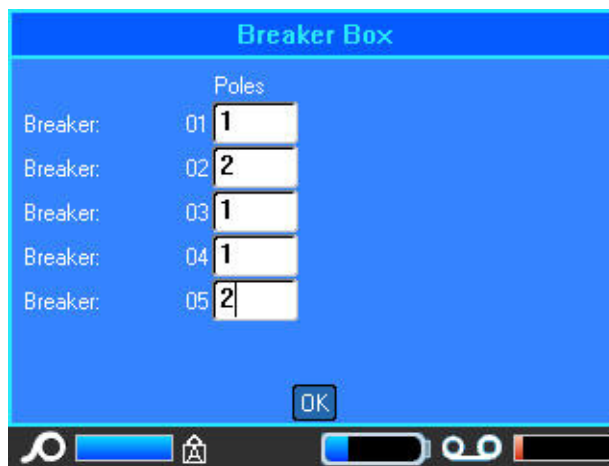 Breaker Box
Poles
Breaker: 01 1
Breaker: 02 2
Breaker: 03 1
Breaker: 04 1
Breaker: 05 2
OK
A